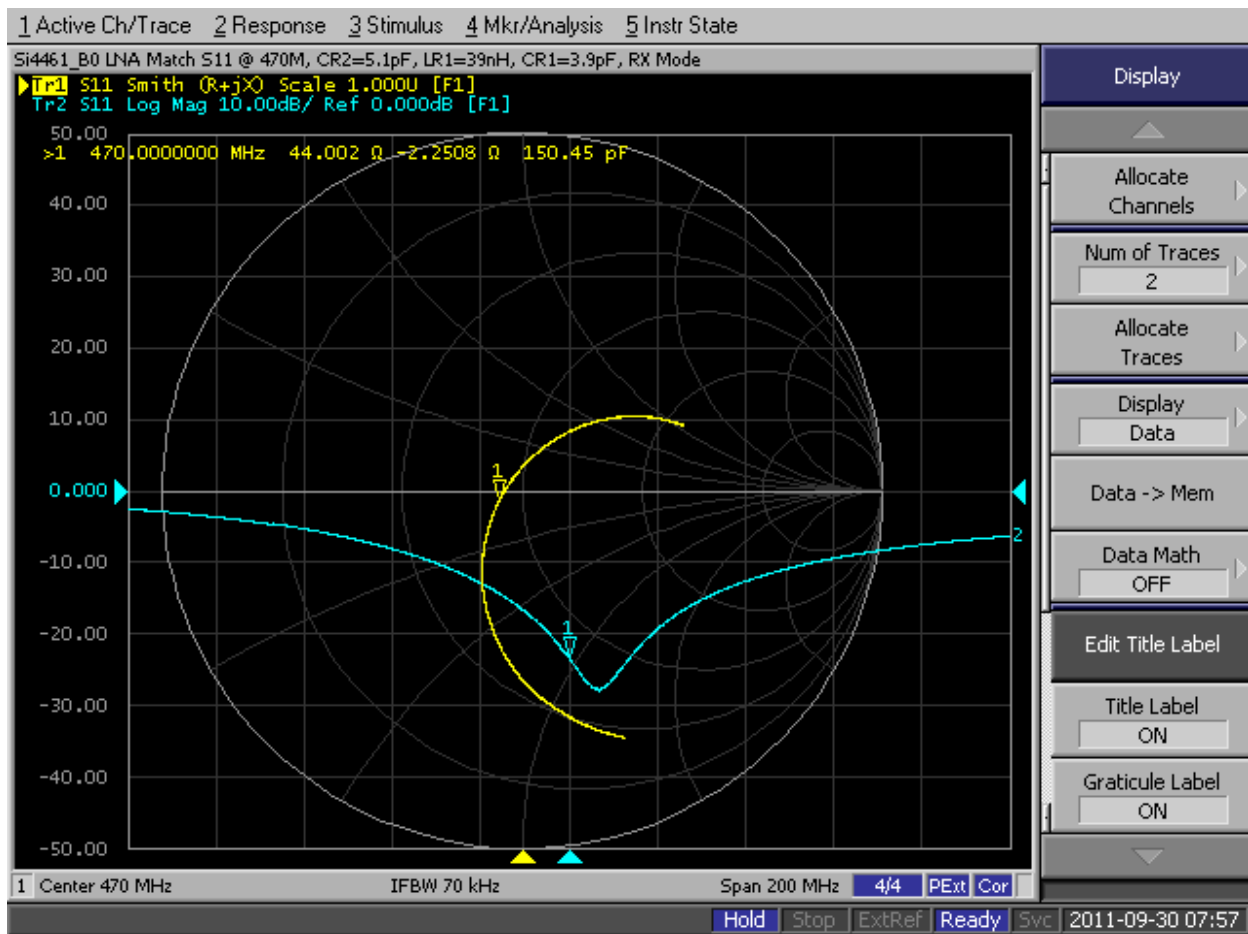 1 Active Ch/Trace 2 Response 3 Stimulus 4 Mkr/Analysis 5 Instr State
Si4461_B0 LNA Match S11 @ 470M, CR2=5.1pF, LR1=39nH, CR1=3.9pF, RX Mode
Tr1 S11 Smith (R+jX) Scale 1.000U [F1]
Tr2 S11 Log Mag 10.00dB/ Ref 0.000dB [F1]
50.00
>1 470.0000000 MHz 44.002 Ω -2.2508 Ω 150.45 pF
40.00
30.00
20.00
10.00
0.000
-10.00
-20.00
-30.00
-40.00
-50.00
1
1
2
1 Center 470 MHz IFBW 70 kHz Span 200 MHz 4/4 PExt Cor
Display
Allocate
Channels
Num of Traces
2
Allocate
Traces
Display
Data
Data -> Mem
Data Math
OFF
Edit Title Label
Title Label
ON
Graticule Label
ON
Hold Stop ExtRef Ready Svc 2011-09-30 07:57